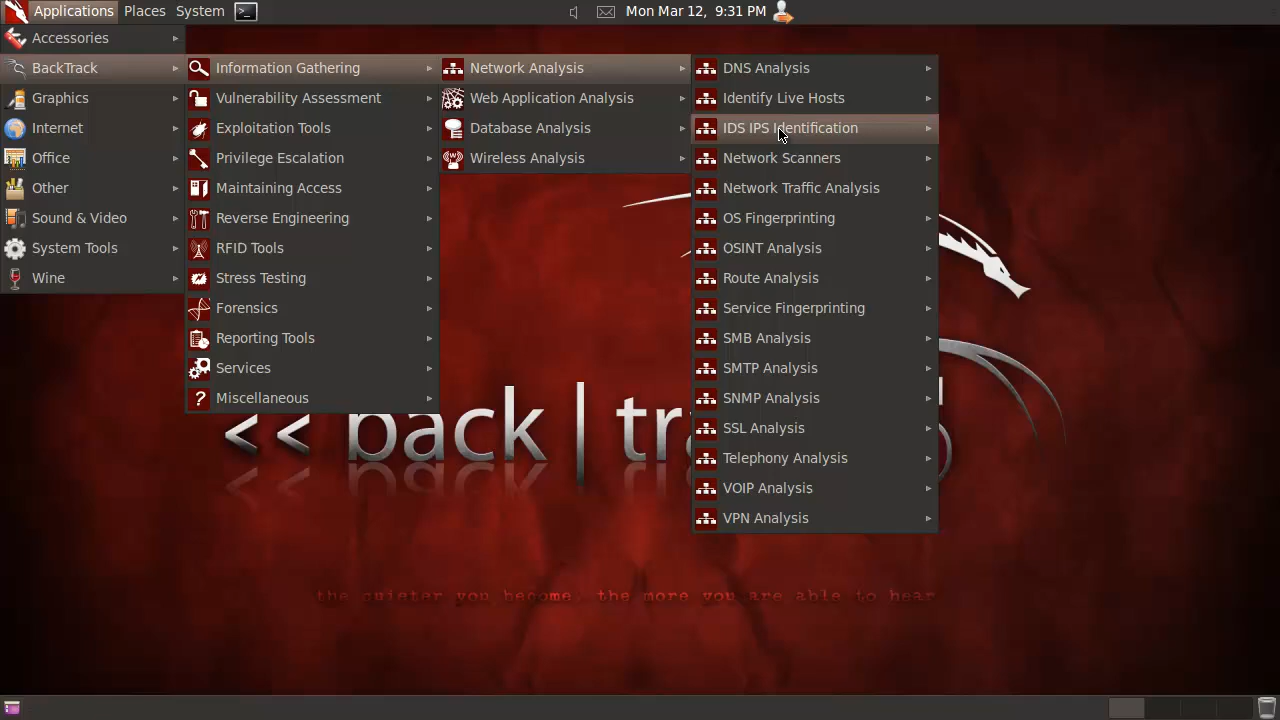 Applications Places System Mon Mar 12, 9:31 PM
Accessories
BackTrack
Graphics
Internet
Office
Other
Sound & Video
System Tools
Wine
Information Gathering
Vulnerability Assessment
Exploitation Tools
Privilege Escalation
Maintaining Access
Reverse Engineering
RFID Tools
Stress Testing
Forensics
Reporting Tools
Services
Miscellaneous
Network Analysis
Web Application Analysis
Database Analysis
Wireless Analysis
DNS Analysis
Identify Live Hosts
IDS IPS Identification
Network Scanners
Network Traffic Analysis
OS Fingerprinting
OSINT Analysis
Route Analysis
Service Fingerprinting
SMB Analysis
SMTP Analysis
SNMP Analysis
SSL Analysis
Telephony Analysis
VOIP Analysis
VPN Analysis
<< back | tr
the quieter you become, the more you are able to hear